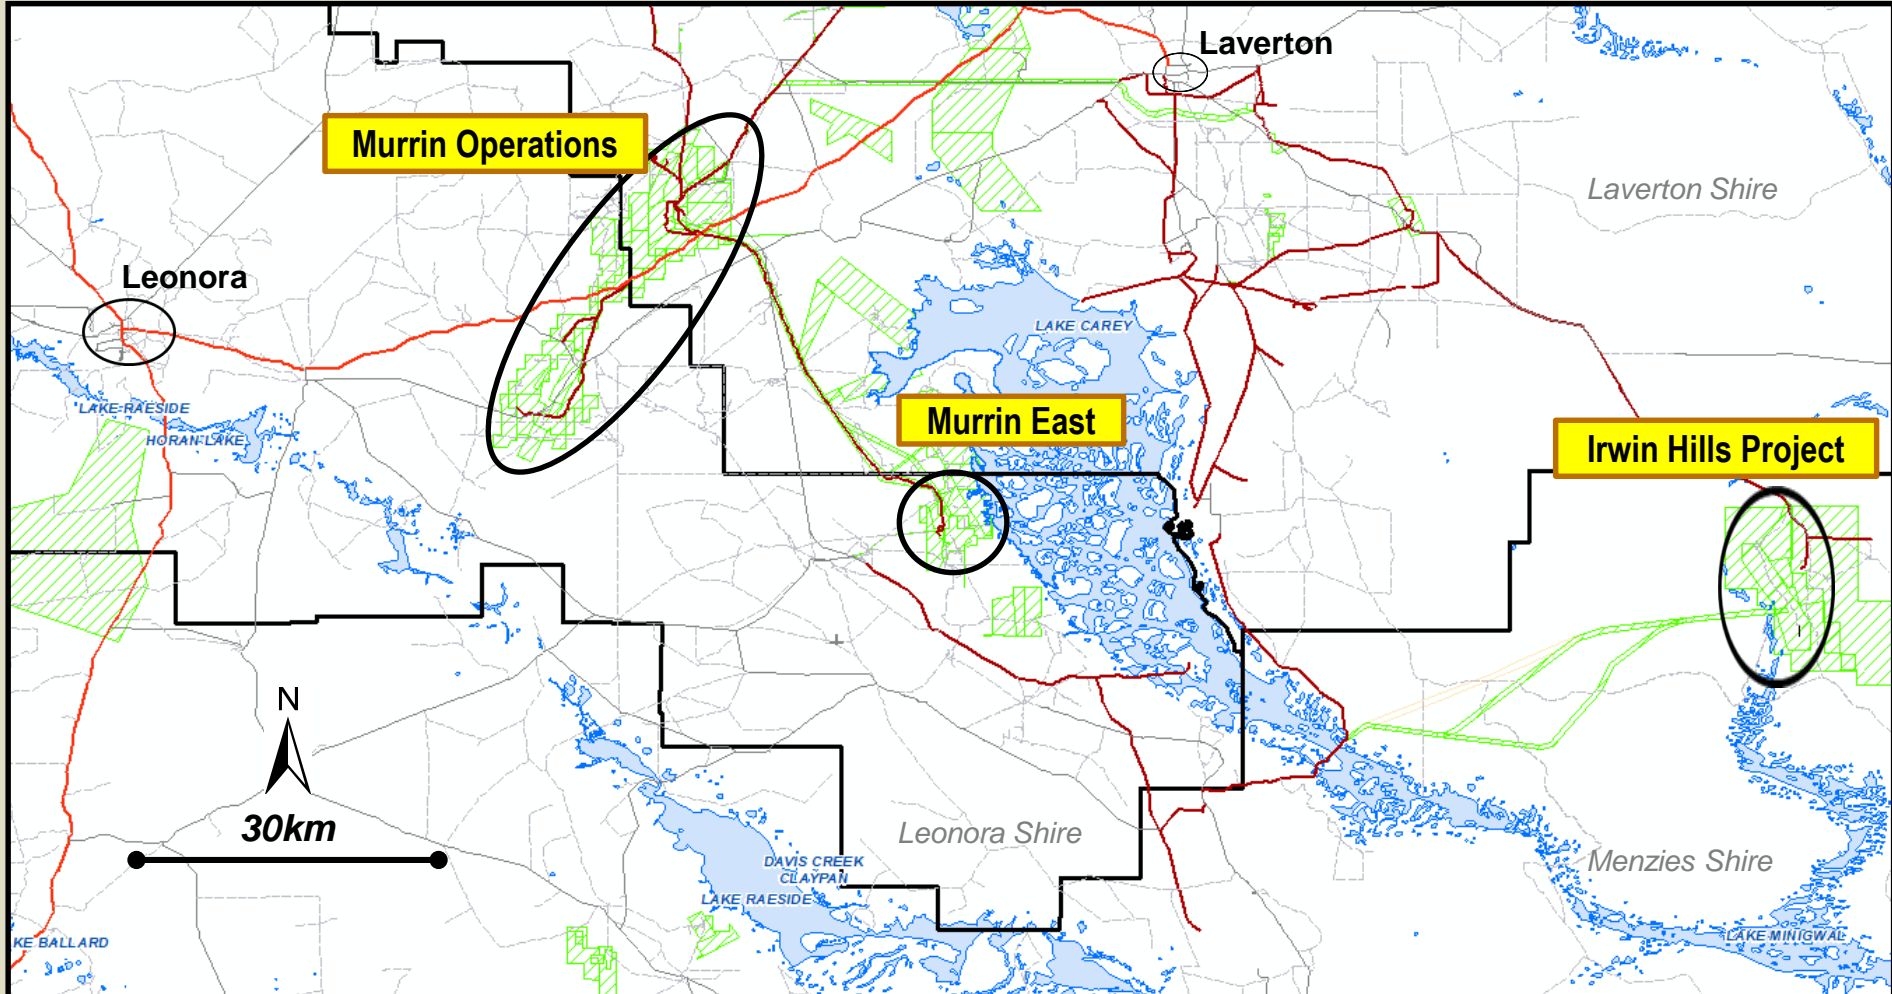 Laverton
Murrin Operations
Laverton Shire
Leonora
LAKE CAREY
LAKE RAESIDE
HORAN LAKE
Murrin East
Irwin Hills Project
N
30km
Leonora Shire
Menzies Shire
DAVIS CREEK
CLAYPAN
LAKE RAESIDE
KE BALLARD
LAKE MINIGWAL